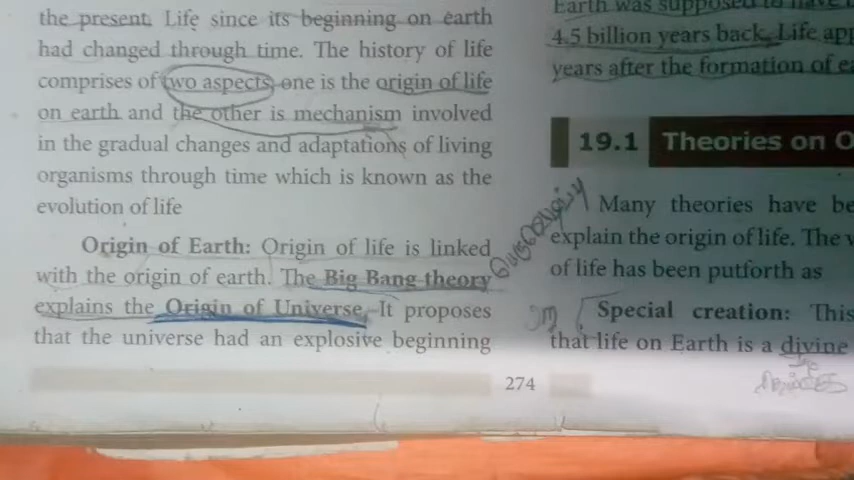 the present. Life since its beginning on earth
had changed through time. The history of life
comprises of two aspects, one is the origin of life
on earth and the other is mechanism involved
in the gradual changes and adaptations of living
organisms through time which is known as the
evolution of life
Origin of Earth: Origin of life is linked
with the origin of earth. The Big Bang theory
explains the Origin of Universe. It proposes
that the universe had an explosive beginning
274
Earth was supposed to have
4.5 billion years back. Life
years after the formation of
19.1 Theories on
Many theories have
explain the origin of life. The
of life has been putforth as
Special creation: This
that life on Earth is a divine